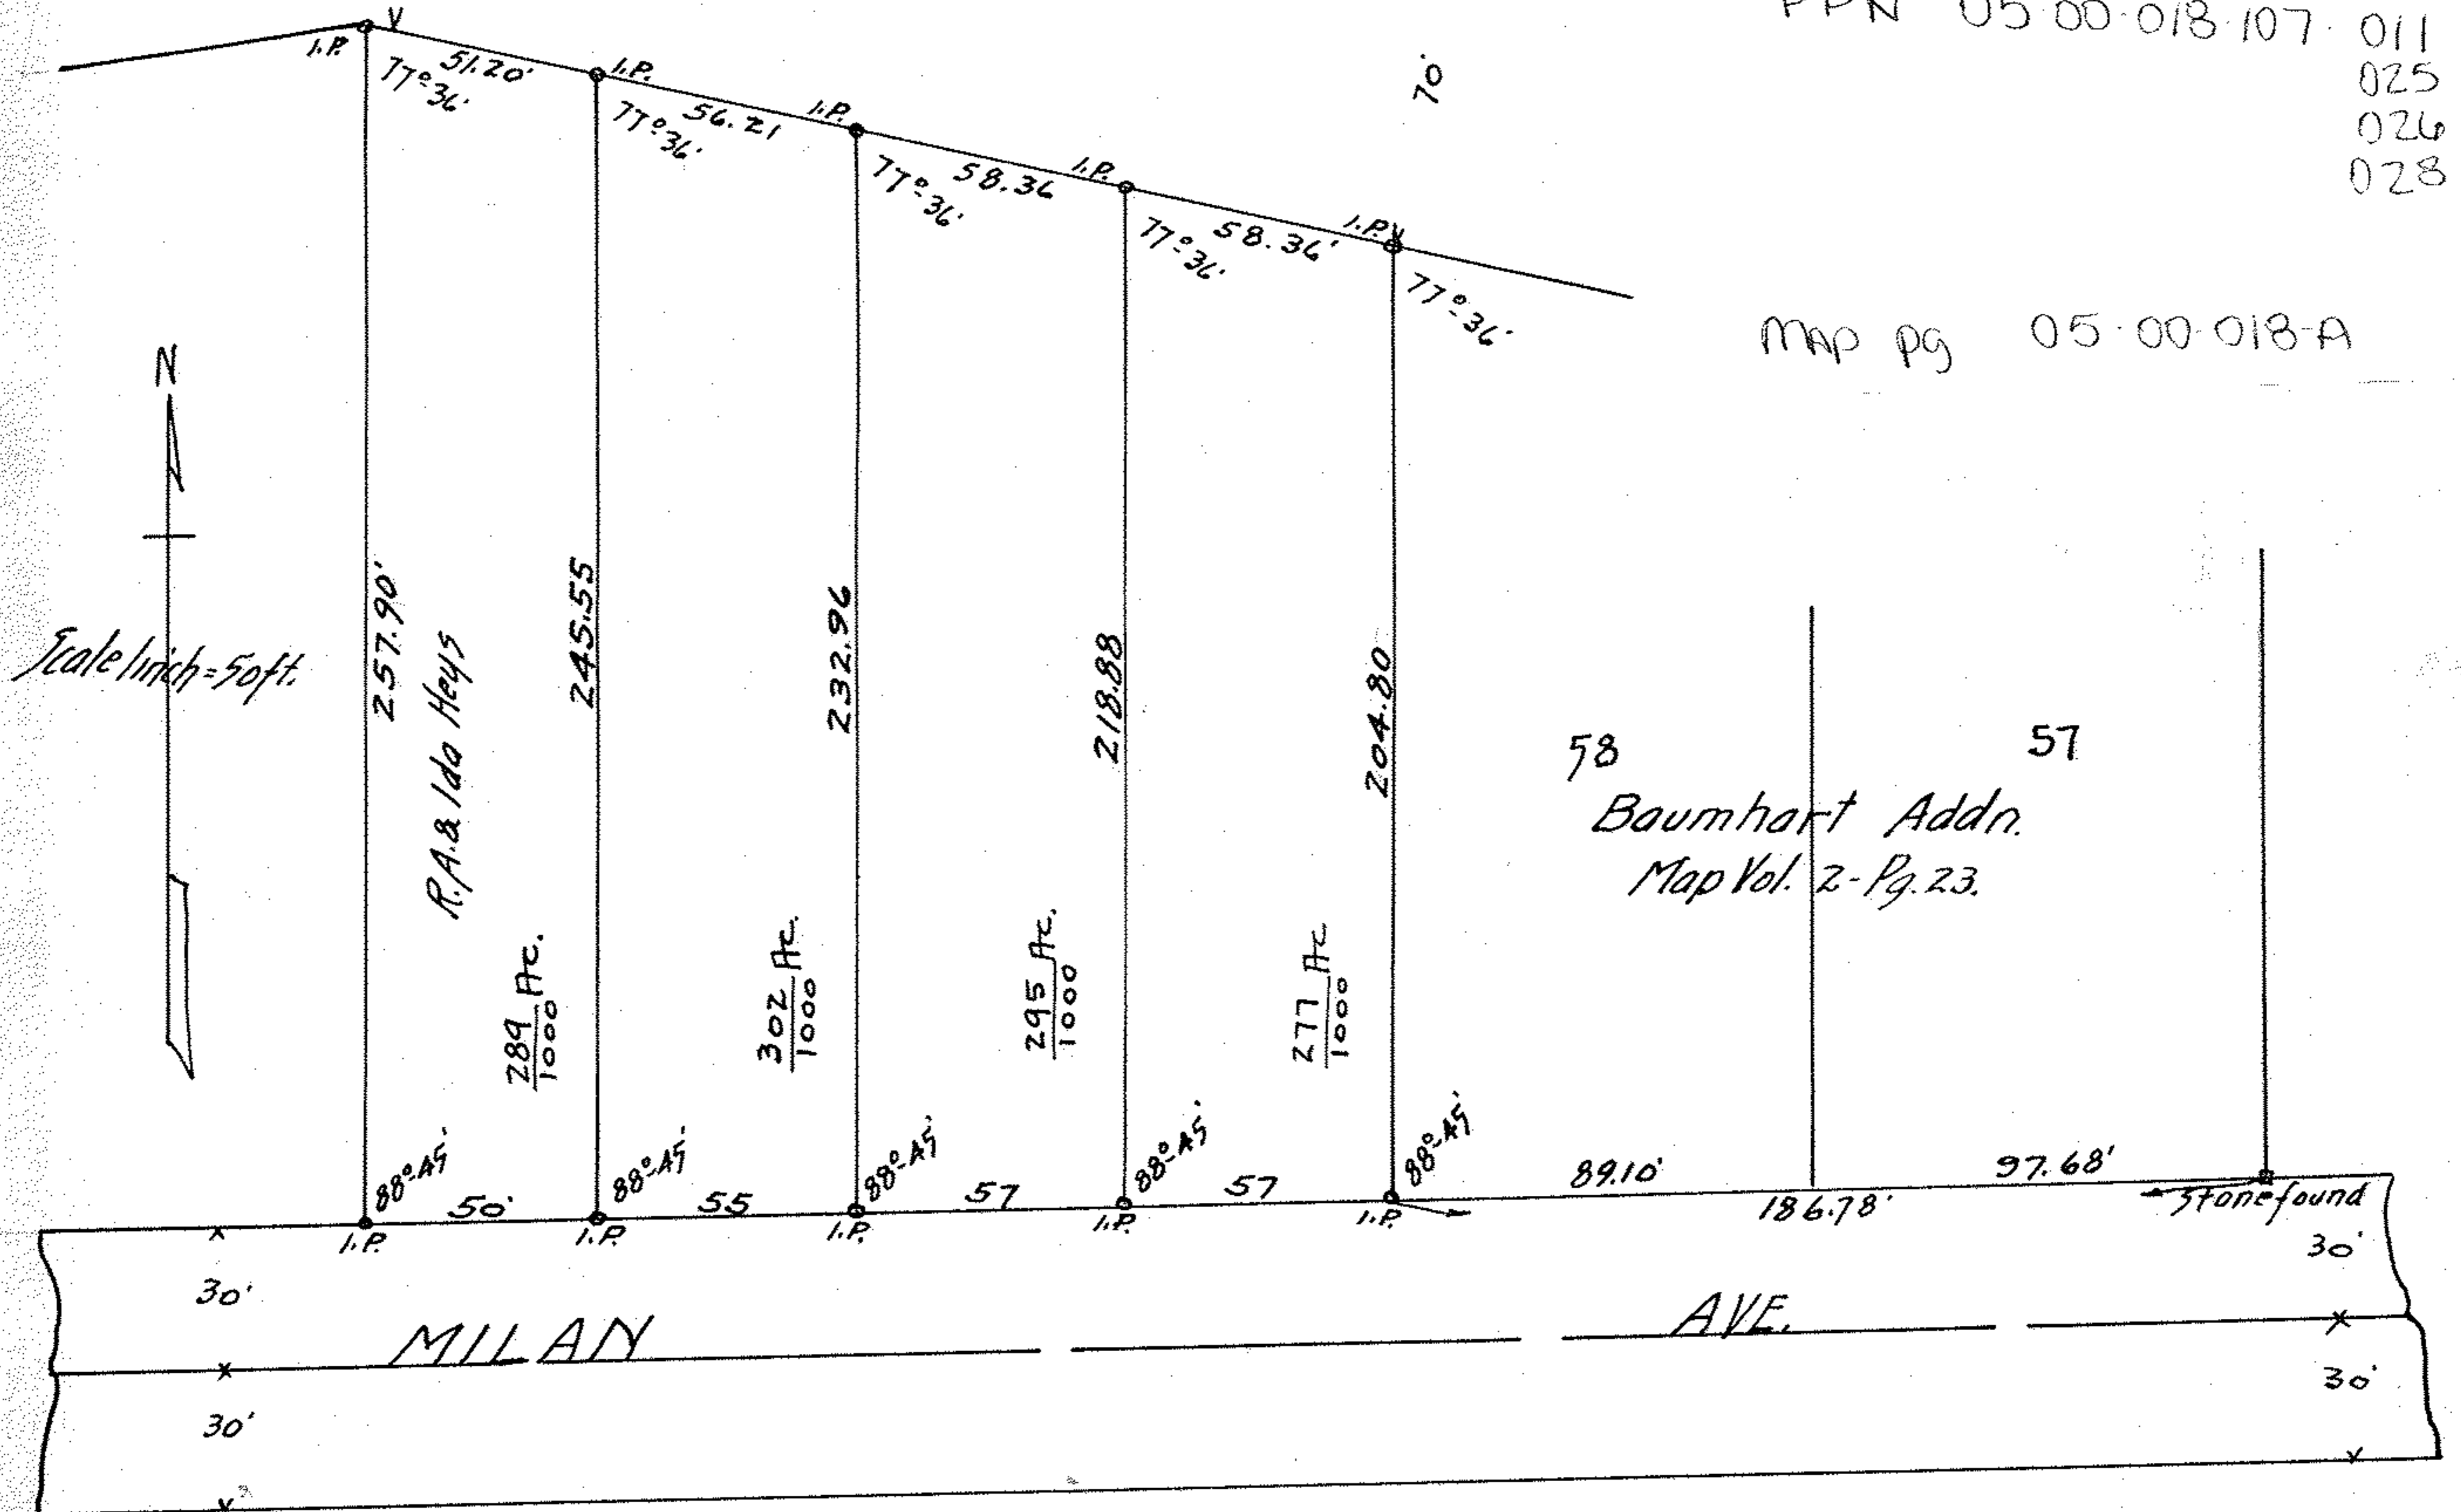 PPN 05-00-018-107-011
025
026
028
MAP pg 05-00-018-A
70'
V
I.P.
51.20'
77°-36'
I.P.
56.21
77°-36'
I.P.
58.36
77°-36'
I.P.
58.36'
77°-36'
I.P. V
77°-36'
N
Scale 1 inch = 50 ft.
257.90'
R.A. & Ida Heys
245.55
232.96
218.88
204.80
289/1000 Ac.
302/1000 Ac.
295/1000 Ac.
277/1000 Ac
58
57
Baumhart Addn.
Map Vol. 2-Pg. 23.
88°-45'
50'
88°-45'
55
88°-45'
57
88°-45'
57
88°-45'
89.10'
97.68'
186.78'
Stone found
I.P.
I.P.
I.P.
I.P.
I.P.
30'
30'
MILAN AVE.
30'
30'